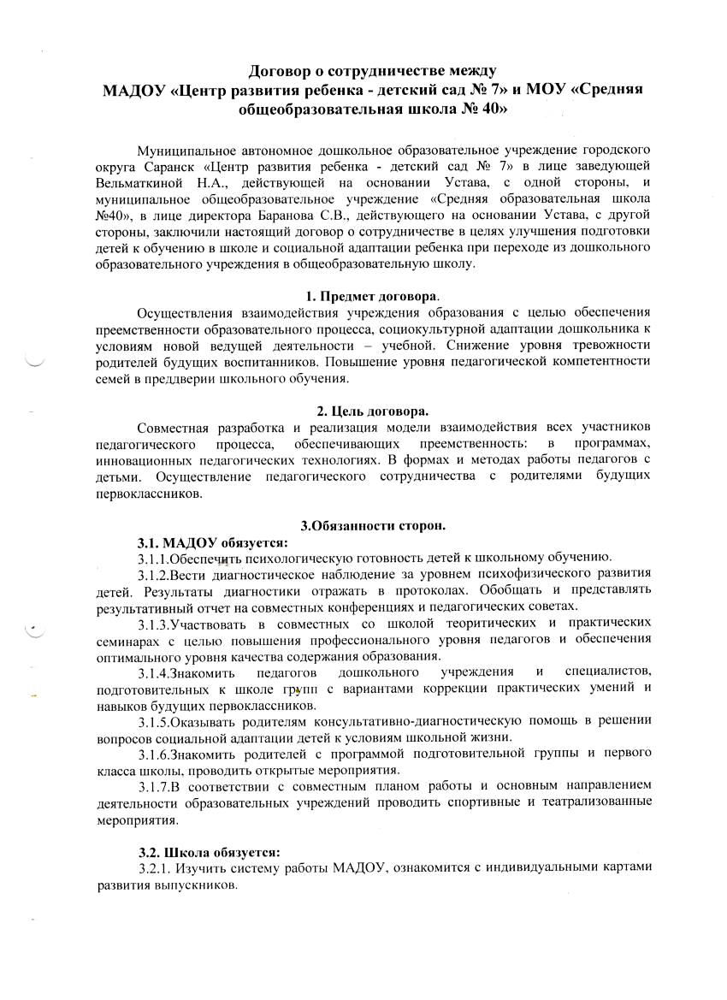 Договор о сотрудничестве между
МАДОУ «Центр развития ребенка - детский сад № 7» и МОУ «Средняя
общеобразовательная школа № 40»
Муниципальное автономное дошкольное образовательное учреждение городского
округа Саранск «Центр развития ребенка - детский сад № 7» в лице заведующей
Вельматкиной Н.А., действующей на основании Устава, с одной стороны, и
муниципальное общеобразовательное учреждение «Средняя образовательная школа
№40», в лице директора Баранова С.В., действующего на основании Устава, с другой
стороны, заключили настоящий договор о сотрудничестве в целях улучшения подготовки
детей к обучению в школе и социальной адаптации ребенка при переходе из дошкольного
образовательного учреждения в общеобразовательную школу.
1. Предмет договора.
Осуществления взаимодействия учреждения образования с целью обеспечения
преемственности образовательного процесса, социокультурной адаптации дошкольника к
условиям новой ведущей деятельности – учебной. Снижение уровня тревожности
родителей будущих воспитанников. Повышение уровня педагогической компетентности
семей в преддверии школьного обучения.
2. Цель договора.
Совместная разработка и реализация модели взаимодействия всех участников
педагогического процесса, обеспечивающих преемственность: в программах,
инновационных педагогических технологиях. В формах и методах работы педагогов с
детьми. Осуществление педагогического сотрудничества с родителями будущих
первоклассников.
3.Обязанности сторон.
3.1. МАДОУ обязуется:
3.1.1.Обеспечить психологическую готовность детей к школьному обучению.
3.1.2.Вести диагностическое наблюдение за уровнем психофизического развития
детей. Результаты диагностики отражать в протоколах. Обобщать и представлять
результативный отчет на совместных конференциях и педагогических советах.
3.1.3.Участвовать в совместных со школой теоритических и практических
семинарах с целью повышения профессионального уровня педагогов и обеспечения
оптимального уровня качества содержания образования.
3.1.4.Знакомить педагогов дошкольного учреждения и специалистов,
подготовительных к школе групп с вариантами коррекции практических умений и
навыков будущих первоклассников.
3.1.5.Оказывать родителям консультативно-диагностическую помощь в решении
вопросов социальной адаптации детей к условиям школьной жизни.
3.1.6.Знакомить родителей с программой подготовительной группы и первого
класса школы, проводить открытые мероприятия.
3.1.7.В соответствии с совместным планом работы и основным направлением
деятельности образовательных учреждений проводить спортивные и театрализованные
мероприятия.
3.2. Школа обязуется:
3.2.1. Изучить систему работы МАДОУ, ознакомится с индивидуальными картами
развития выпускников.